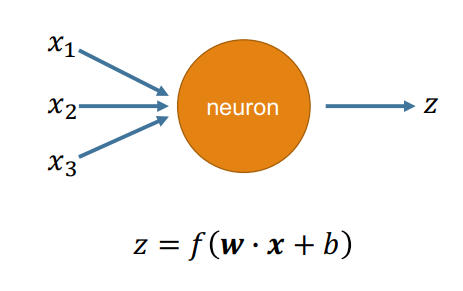 x₁
x₂
neuron
z
x₃
z = f(w · x + b)